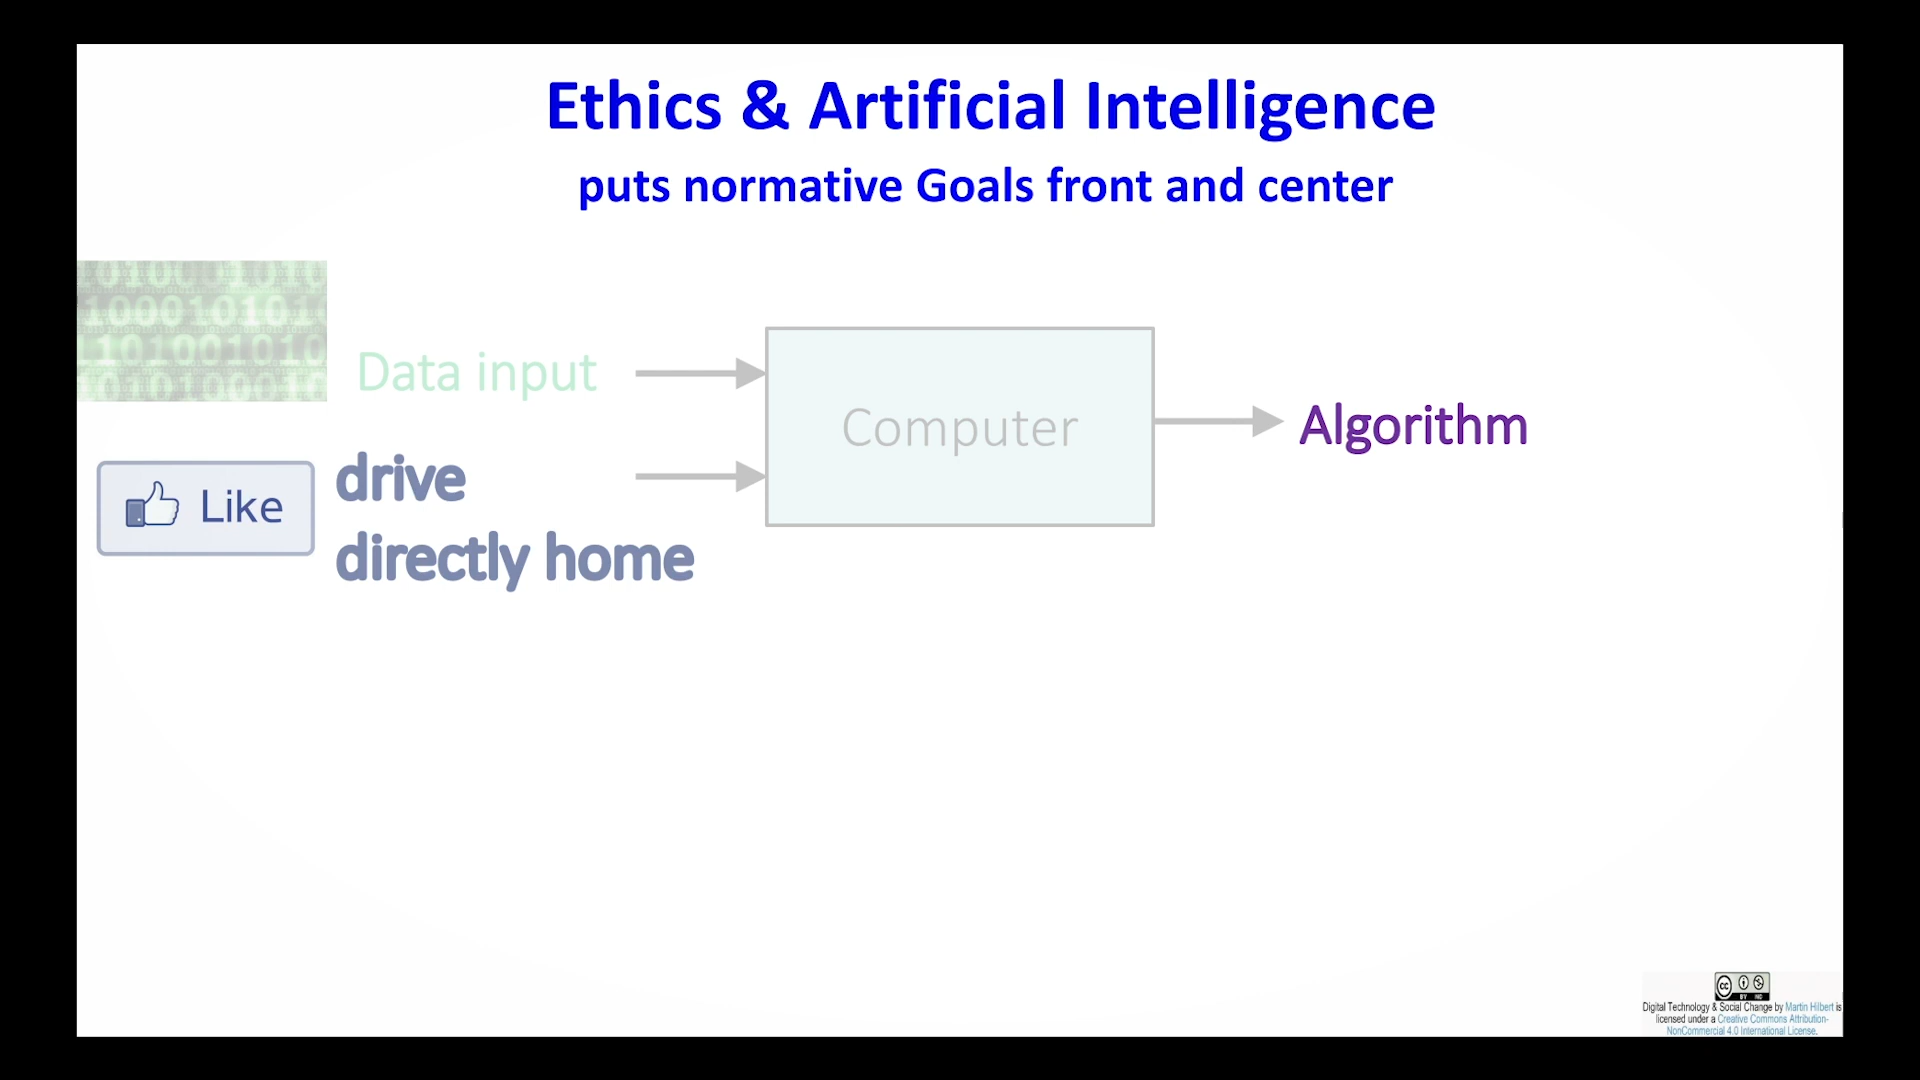 Ethics & Artificial Intelligence
puts normative Goals front and center
Data input
Computer
Algorithm
Like
drive
directly home
Digital Technology & Social Change by Martin Hilbert is
licensed under a Creative Commons Attribution-
NonCommercial 4.0 International License.